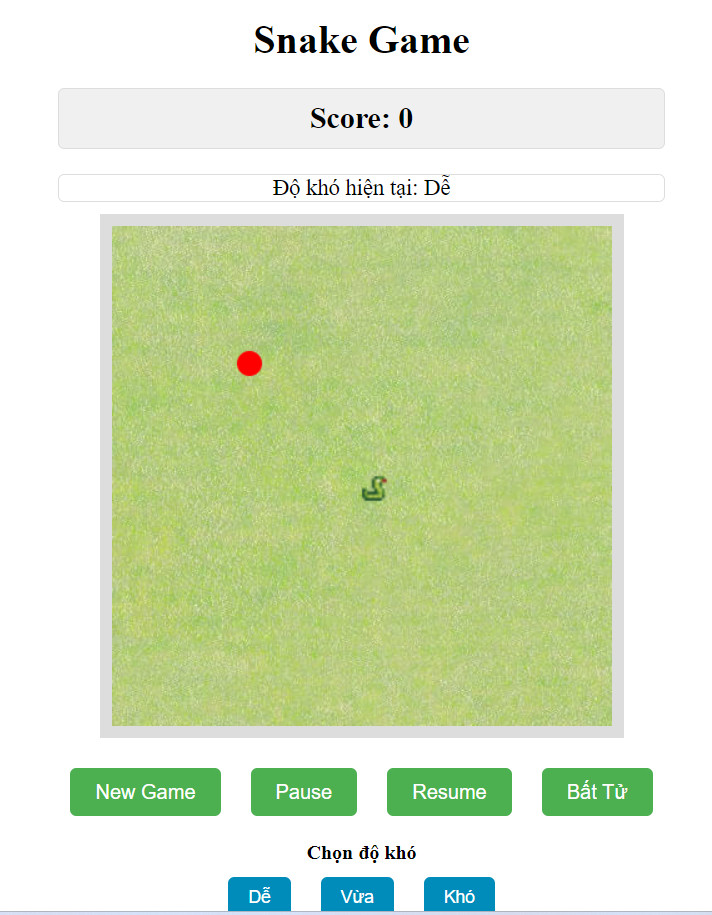 Snake Game
Score: 0
Độ khó hiện tại: Dễ
New Game Pause Resume Bất Tử
Chọn độ khó
Dễ Vừa Khó